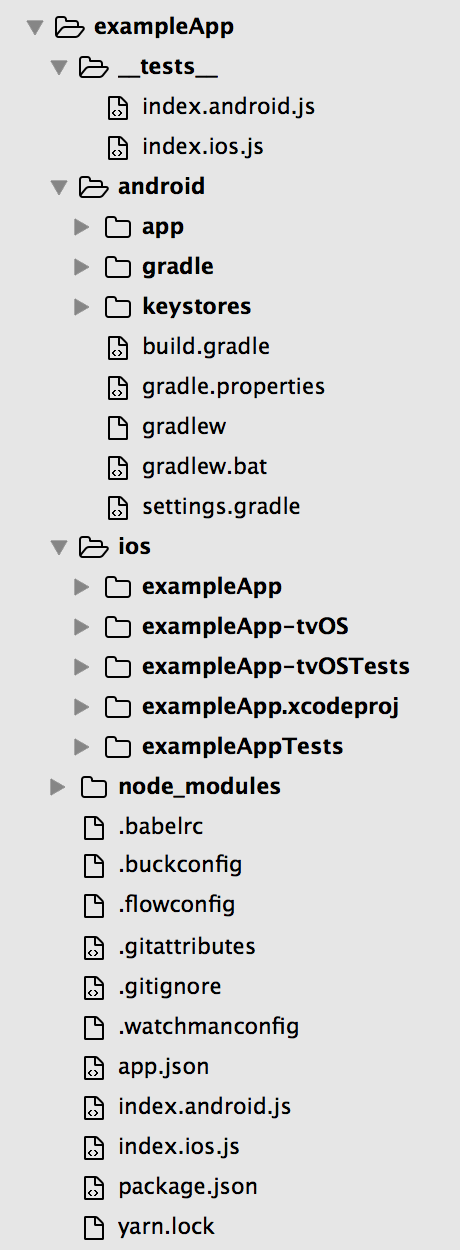 exampleApp
__tests__
index.android.js
index.ios.js
android
app
gradle
keystores
build.gradle
gradle.properties
gradlew
gradlew.bat
settings.gradle
ios
exampleApp
exampleApp-tvOS
exampleApp-tvOSTests
exampleApp.xcodeproj
exampleAppTests
node_modules
.babelrc
.buckconfig
.flowconfig
.gitattributes
.gitignore
.watchmanconfig
app.json
index.android.js
index.ios.js
package.json
yarn.lock